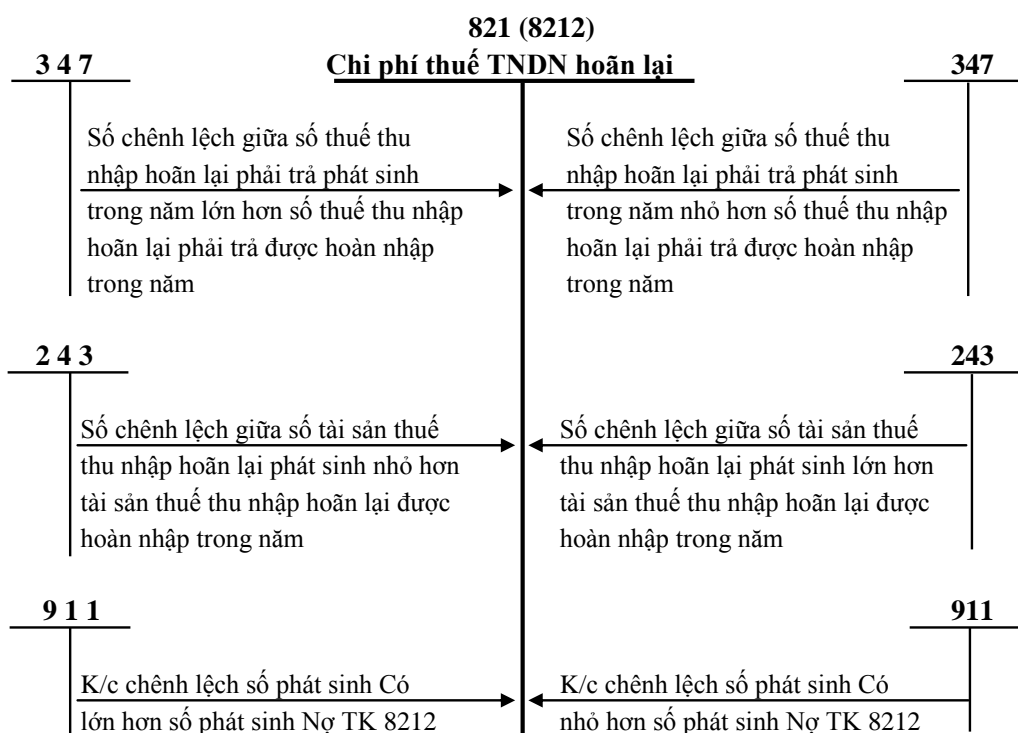 821 (8212)
3 4 7 Chi phí thuế TNDN hoãn lại 347
Số chênh lệch giữa số thuế thu
nhập hoãn lại phải trả phát sinh
trong năm lớn hơn số thuế thu nhập
hoãn lại phải trả được hoàn nhập
trong năm
Số chênh lệch giữa số thuế thu
nhập hoãn lại phải trả phát sinh
trong năm nhỏ hơn số thuế thu nhập
hoãn lại phải trả được hoàn nhập
trong năm
2 4 3 243
Số chênh lệch giữa số tài sản thuế
thu nhập hoãn lại phát sinh nhỏ hơn
tài sản thuế thu nhập hoãn lại được
hoàn nhập trong năm
Số chênh lệch giữa số tài sản thuế
thu nhập hoãn lại phát sinh lớn hơn
tài sản thuế thu nhập hoãn lại được
hoàn nhập trong năm
9 1 1 911
K/c chênh lệch số phát sinh Có
lớn hơn số phát sinh Nợ TK 8212
K/c chênh lệch số phát sinh Có
nhỏ hơn số phát sinh Nợ TK 8212